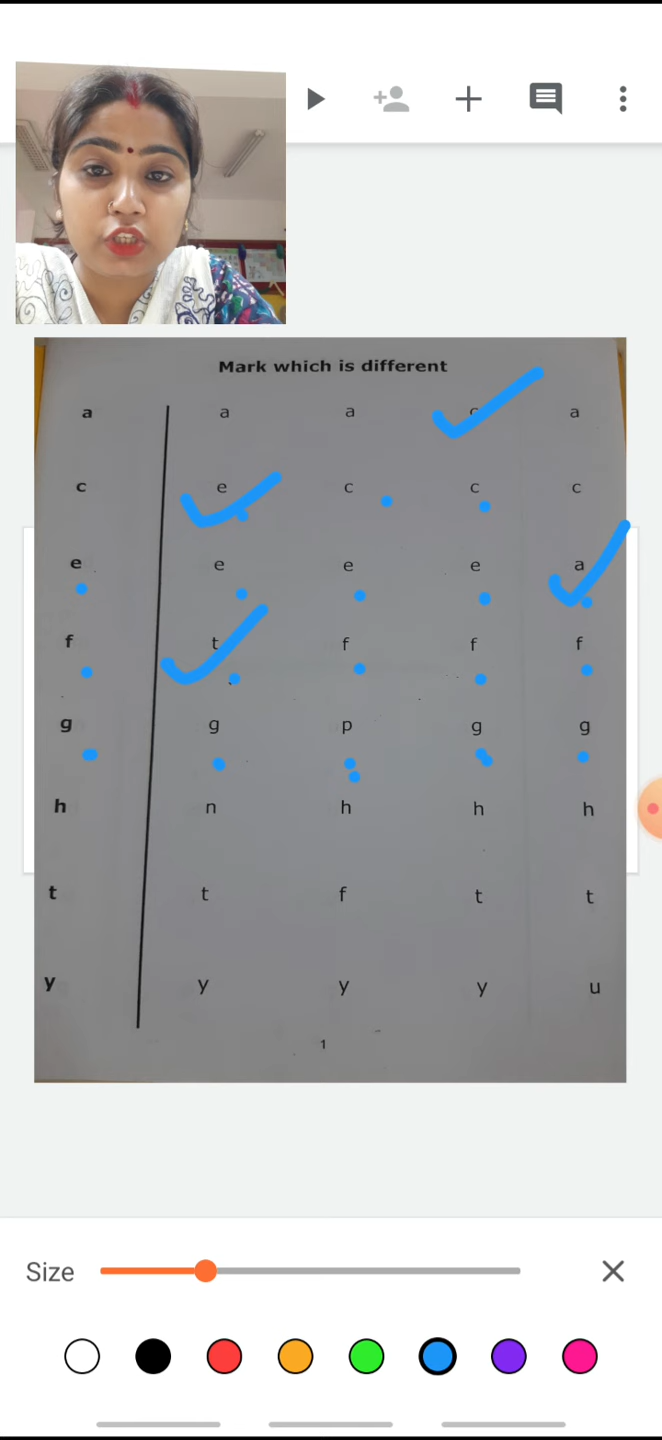 Mark which is different
a a a a
c e c c c
e e e e a
f t f f f
g g p g g
h n h h h
t t f t t
y y y y u
1
Size